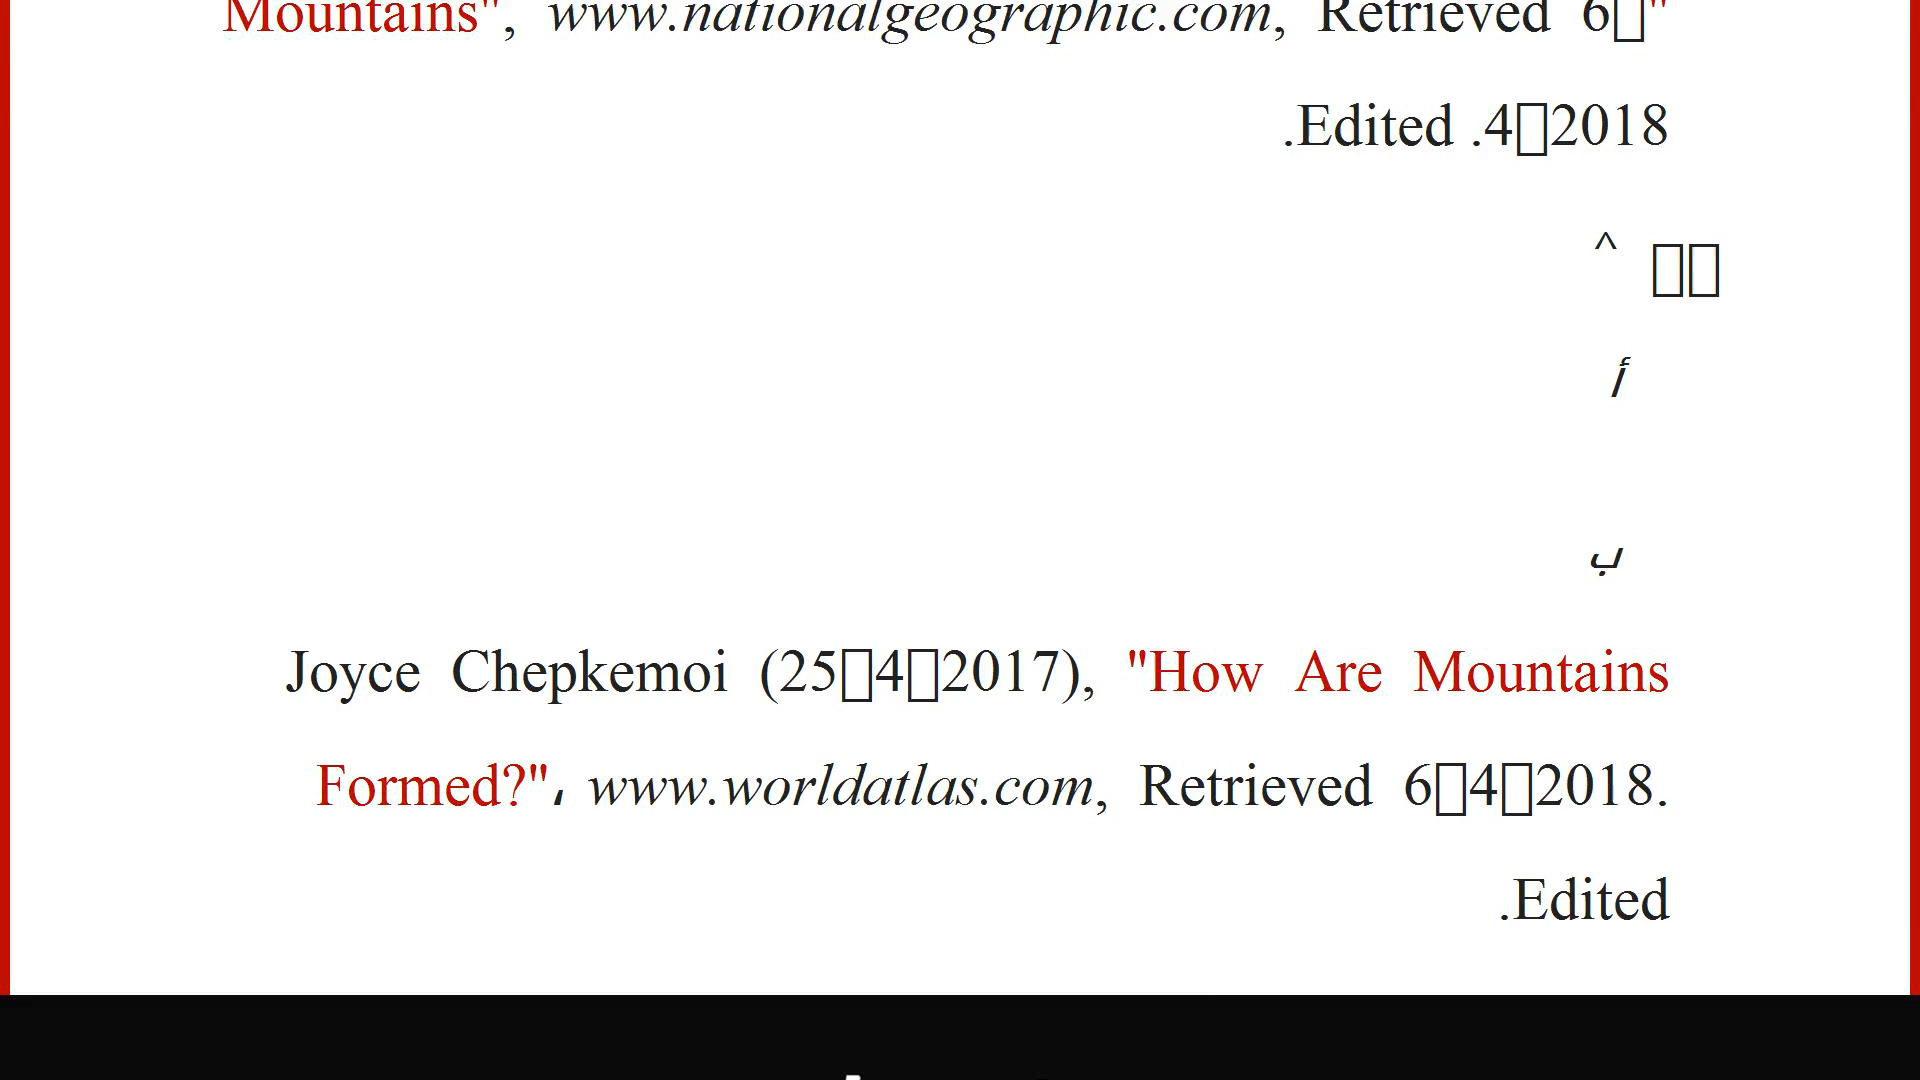 Mountains", www.nationalgeographic.com, Retrieved 6▯"
.Edited .4▯2018
^ ▯▯
أ
ب
Joyce Chepkemoi (25▯4▯2017), "How Are Mountains
Formed?"، www.worldatlas.com, Retrieved 6▯4▯2018.
.Edited